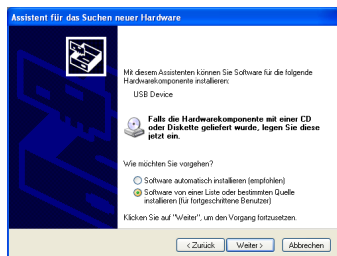 Assistent für das Suchen neuer Hardware
Mit diesem Assistenten können Sie Software für die folgende
Hardwarekomponente installieren:
USB Device
Falls die Hardwarekomponente mit einer CD
oder Diskette geliefert wurde, legen Sie diese
jetzt ein.
Wie möchten Sie vorgehen?
Software automatisch installieren (empfohlen)
Software von einer Liste oder bestimmten Quelle
installieren (für fortgeschrittene Benutzer)
Klicken Sie auf "Weiter", um den Vorgang fortzusetzen.
< Zurück Weiter > Abbrechen